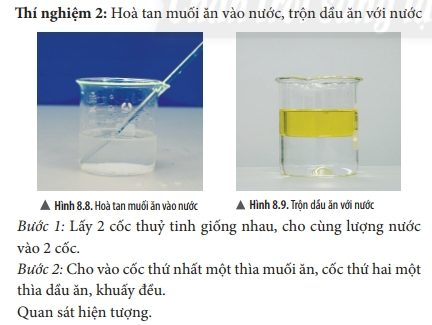 Thí nghiệm 2: Hoà tan muối ăn vào nước, trộn dầu ăn với nước
▲ Hình 8.8. Hoà tan muối ăn vào nước
▲ Hình 8.9. Trộn dầu ăn với nước
Bước 1: Lấy 2 cốc thuỷ tinh giống nhau, cho cùng lượng nước
vào 2 cốc.
Bước 2: Cho vào cốc thứ nhất một thìa muối ăn, cốc thứ hai một
thìa dầu ăn, khuấy đều.
Quan sát hiện tượng.